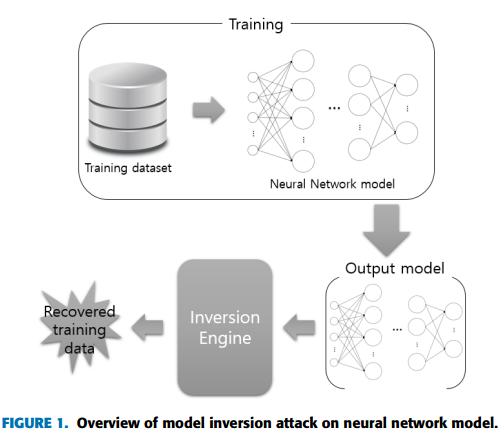 Training
Training dataset
Neural Network model
Output model
Inversion
Engine
Recovered
training
data
FIGURE 1. Overview of model inversion attack on neural network model.